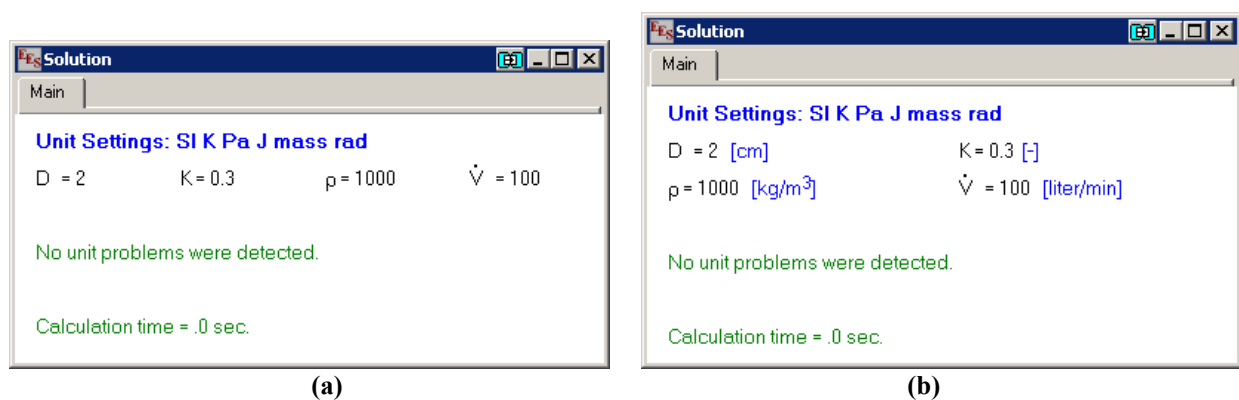 EES Solution
Main
Unit Settings: SI K Pa J mass rad
D = 2 K = 0.3 ρ = 1000 V̇ = 100
No unit problems were detected.
Calculation time = .0 sec.
(a)
EES Solution
Main
Unit Settings: SI K Pa J mass rad
D = 2 [cm] K = 0.3 [-]
ρ = 1000 [kg/m³] V̇ = 100 [liter/min]
No unit problems were detected.
Calculation time = .0 sec.
(b)